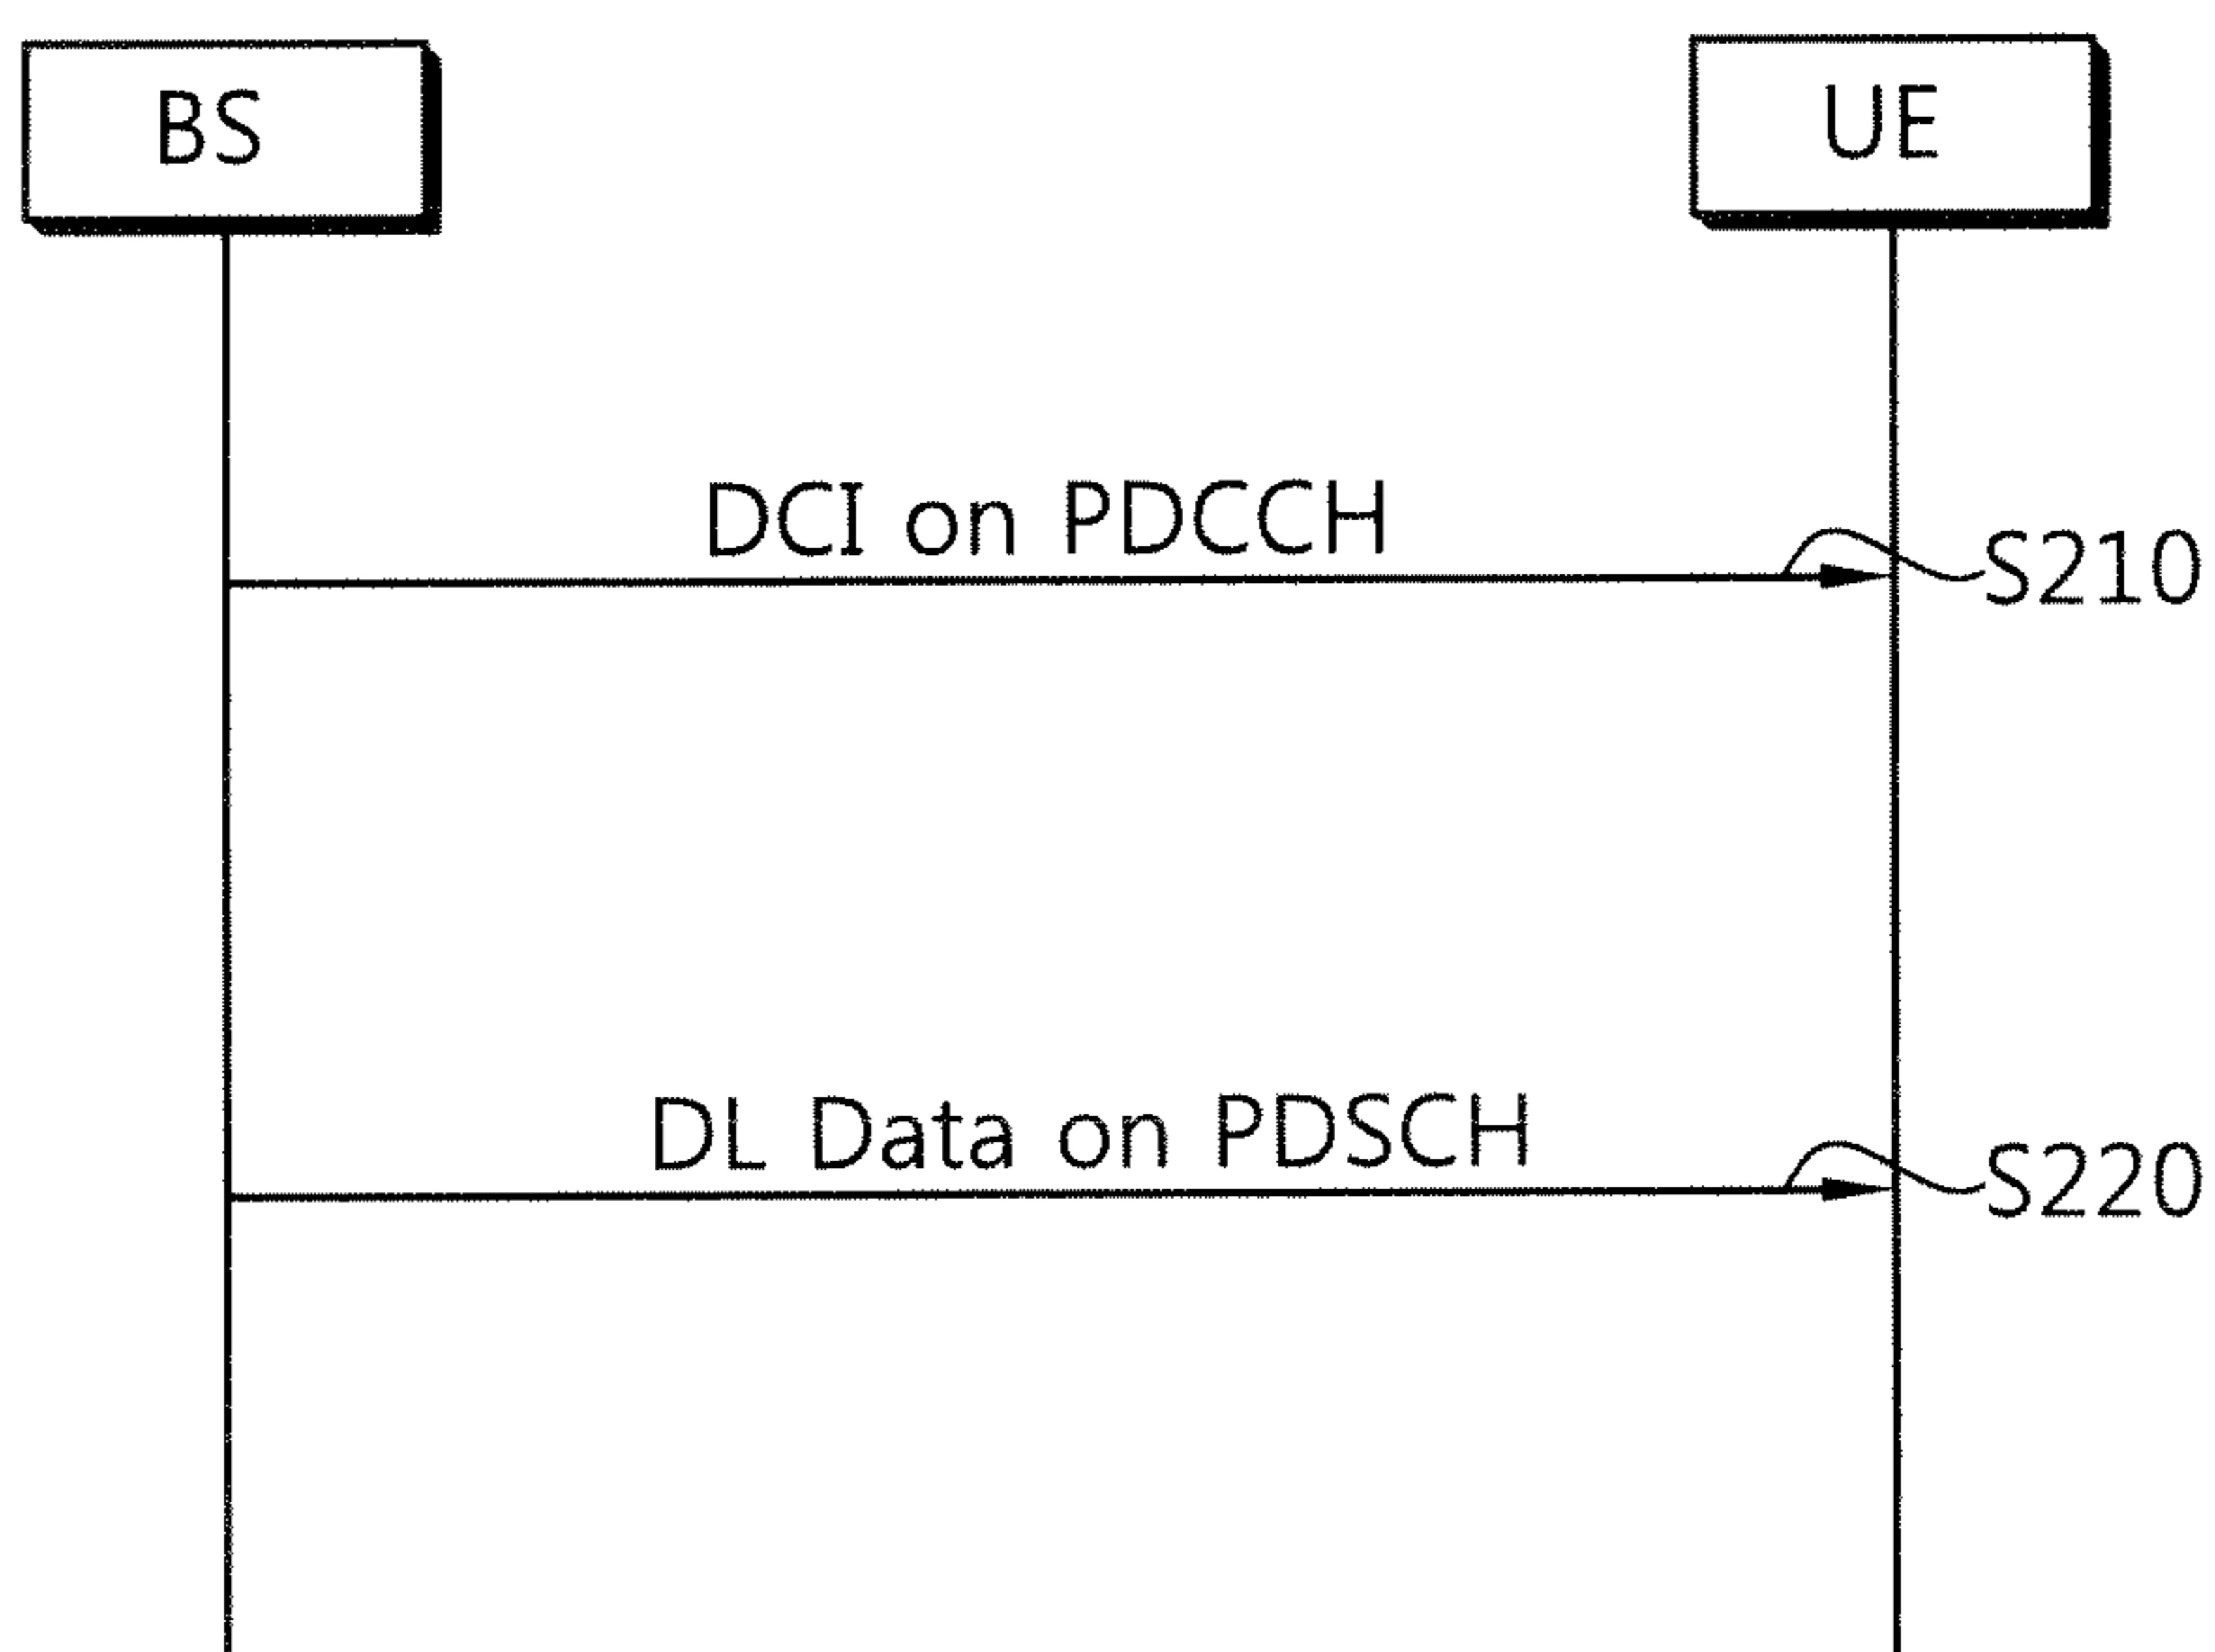 BS
UE
DCI on PDCCH
S210
DL Data on PDSCH
S220